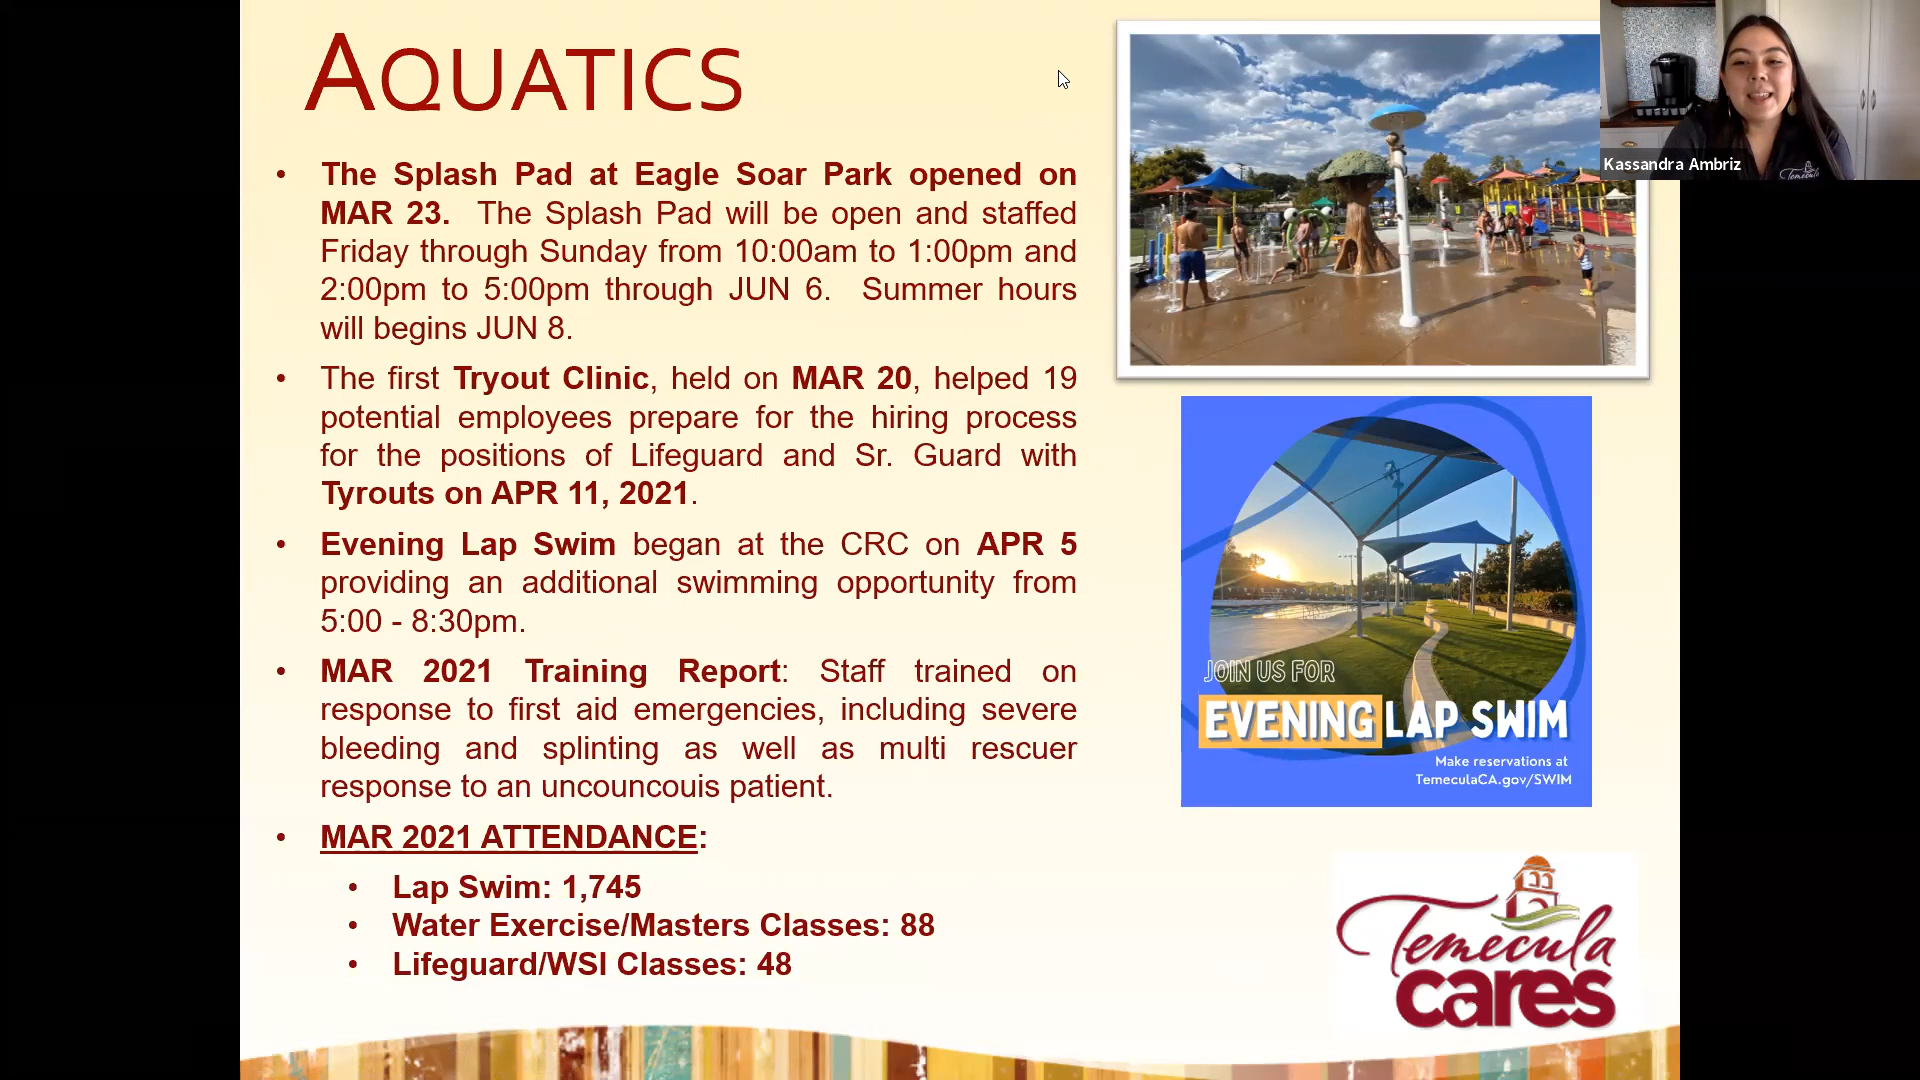 AQUATICS
• The Splash Pad at Eagle Soar Park opened on
MAR 23. The Splash Pad will be open and staffed
Friday through Sunday from 10:00am to 1:00pm and
2:00pm to 5:00pm through JUN 6. Summer hours
will begins JUN 8.
• The first Tryout Clinic, held on MAR 20, helped 19
potential employees prepare for the hiring process
for the positions of Lifeguard and Sr. Guard with
Tyrouts on APR 11, 2021.
• Evening Lap Swim began at the CRC on APR 5
providing an additional swimming opportunity from
5:00 - 8:30pm.
• MAR 2021 Training Report: Staff trained on
response to first aid emergencies, including severe
bleeding and splinting as well as multi rescuer
response to an uncouncouis patient.
• MAR 2021 ATTENDANCE:
• Lap Swim: 1,745
• Water Exercise/Masters Classes: 88
• Lifeguard/WSI Classes: 48
Kassandra Ambriz
Temecula
JOIN US FOR
EVENING LAP SWIM
Make reservations at
TemeculaCA.gov/SWIM
Temecula
cares